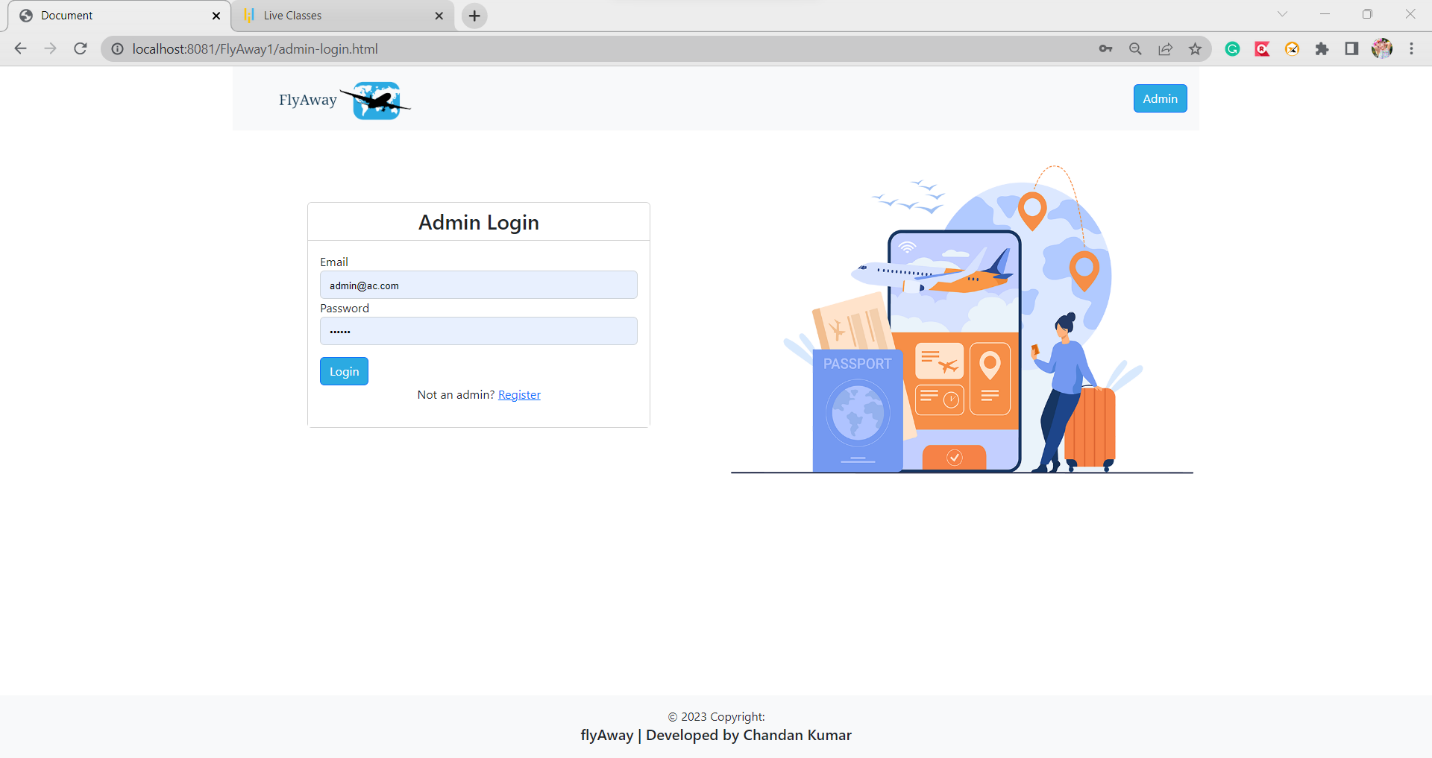 Document
Live Classes
localhost:8081/FlyAway1/admin-login.html
FlyAway
Admin
Admin Login
Email
admin@ac.com
Password
••••••
Login
Not an admin? Register
PASSPORT
© 2023 Copyright:
flyAway | Developed by Chandan Kumar